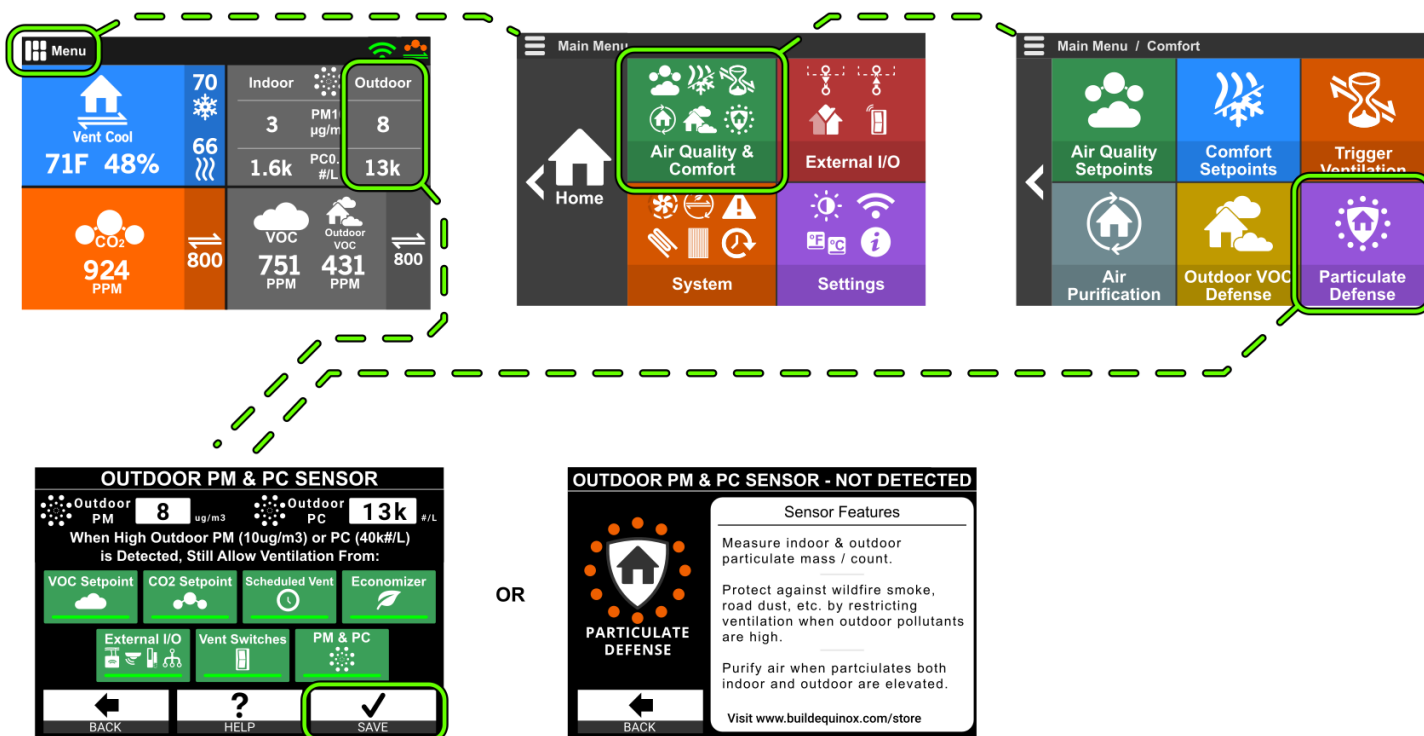 Menu
Vent Cool
71F 48%
70
66
Indoor Outdoor
3 PM1 µg/m 8
1.6k PC0. #/L 13k
CO2
924
PPM
800
VOC
751
PPM
Outdoor
VOC
431
PPM
800
Main Menu
Home
Air Quality &
Comfort
External I/O
System
°F °C i
Settings
Main Menu / Comfort
Air Quality
Setpoints
Comfort
Setpoints
Trigger
Ventilation
Air
Purification
Outdoor VOC
Defense
Particulate
Defense
OUTDOOR PM & PC SENSOR
Outdoor
PM
8 ug/m3
Outdoor
PC
13k #/L
When High Outdoor PM (10ug/m3) or PC (40k#/L)
is Detected, Still Allow Ventilation From:
VOC Setpoint
CO2 Setpoint
Scheduled Vent
Economizer
External I/O
Vent Switches
PM & PC
BACK
?
HELP
SAVE
OR
OUTDOOR PM & PC SENSOR - NOT DETECTED
PARTICULATE
DEFENSE
BACK
Sensor Features
Measure indoor & outdoor
particulate mass / count.
Protect against wildfire smoke,
road dust, etc. by restricting
ventilation when outdoor pollutants
are high.
Purify air when partciulates both
indoor and outdoor are elevated.
Visit www.buildequinox.com/store